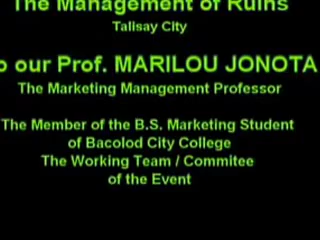 The Management of Ruins
Talisay City
o our Prof. MARILOU JONOTA
The Marketing Management Professor
The Member of the B.S. Marketing Student
of Bacolod City College
The Working Team / Commitee
of the Event